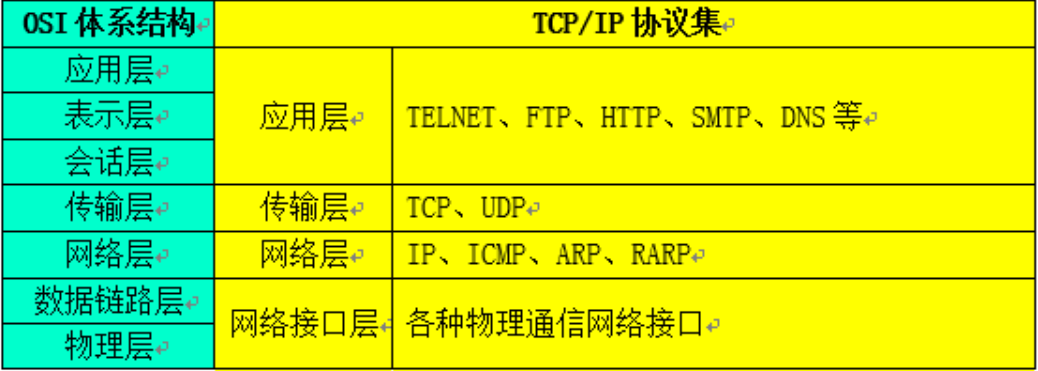 OSI 体系结构
TCP/IP 协议集
应用层
表示层
会话层
应用层
TELNET、FTP、HTTP、SMTP、DNS 等
传输层
传输层
TCP、UDP
网络层
网络层
IP、ICMP、ARP、RARP
数据链路层
物理层
网络接口层
各种物理通信网络接口